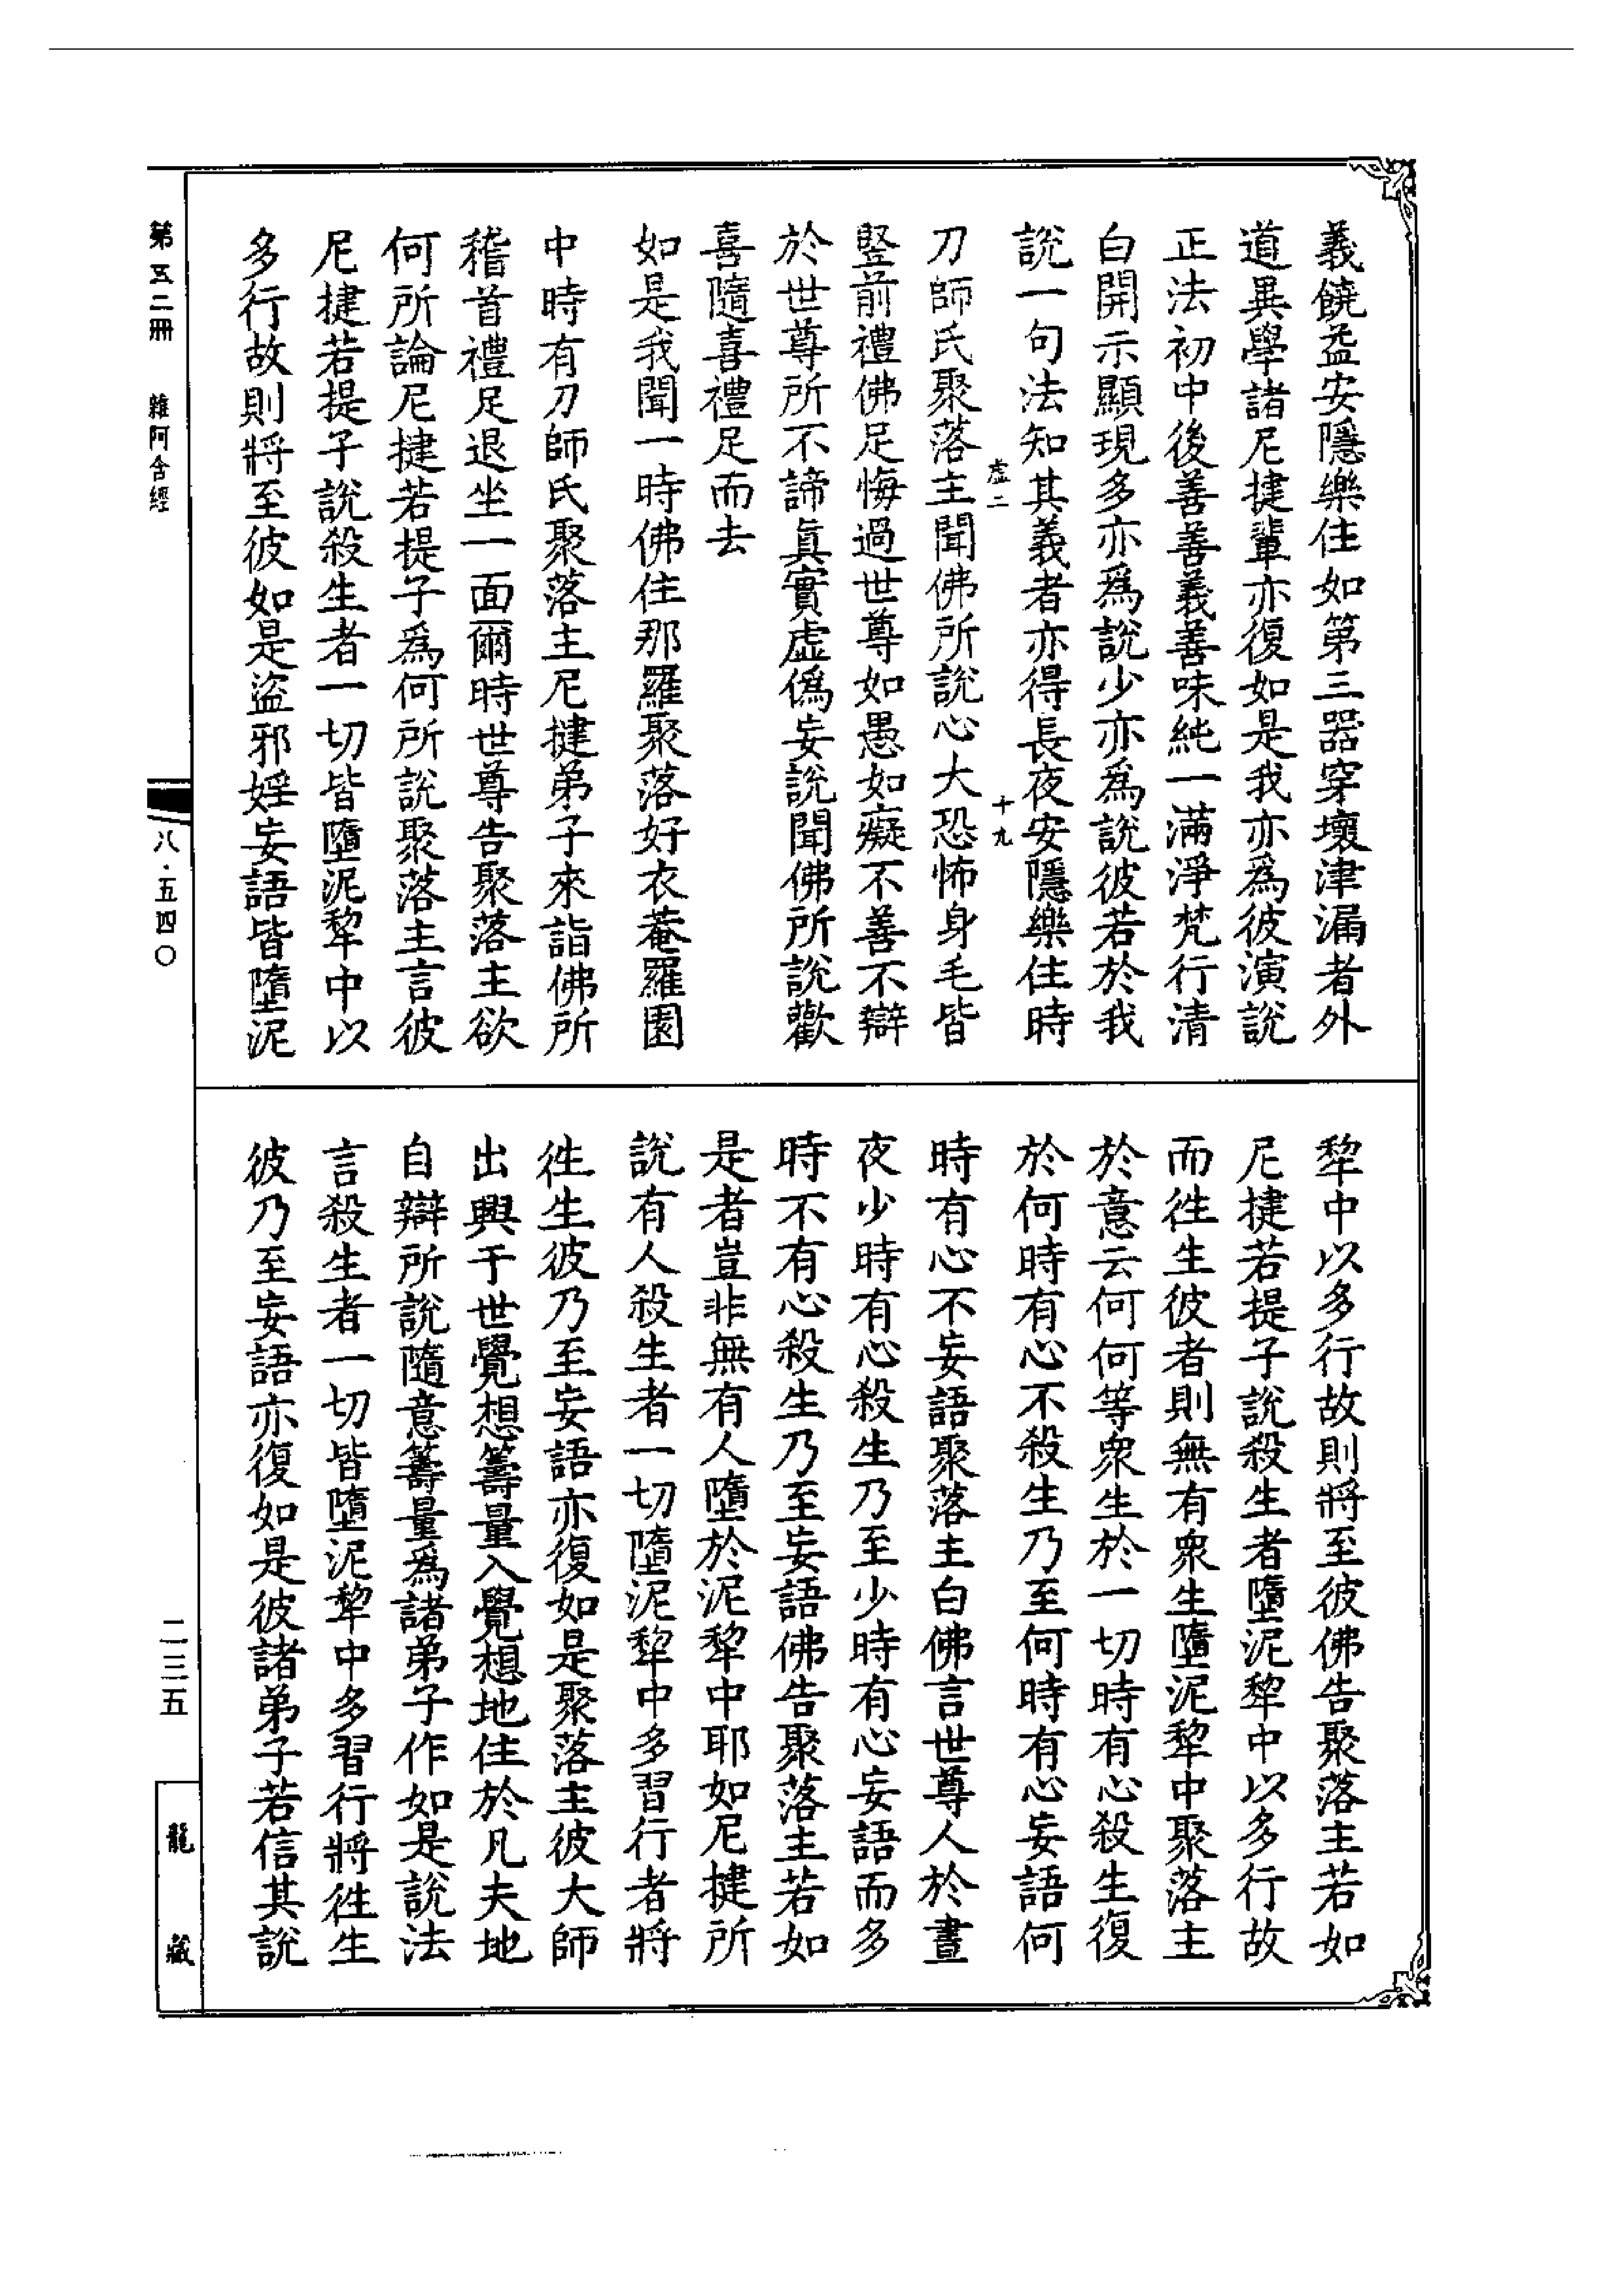 義饒益安隱樂住如第三器穿壞津漏者外
道異學諸尼揵輩亦復如是我亦爲彼演說
正法初中後善善義善味純一滿淨梵行清
白開示顯現多亦爲說少亦爲說彼若於我
說一句法知其義者亦得長夜安隱樂住時
虛二 十九
刀師氏聚落主聞佛所說心大恐怖身毛皆
豎前禮佛足悔過世尊如愚如癡不善不辯
於世尊所不諦眞實虛僞妄說聞佛所說歡
喜隨喜禮足而去
如是我聞一時佛住那羅聚落好衣菴羅園
中時有刀師氏聚落主尼揵弟子來詣佛所
稽首禮足退坐一面爾時世尊告聚落主欲
何所論尼揵若提子爲何所說聚落主言彼
尼揵若提子說殺生者一切皆墮泥犂中以
多行故則將至彼如是盜邪婬妄語皆墮泥
犂中以多行故則將至彼佛告聚落主若如
尼揵若提子說殺生者墮泥犂中以多行故
而徃生彼者則無有衆生墮泥犂中聚落主
於意云何何等衆生於一切時有心殺生復
於何時有心不殺生乃至何時有心妄語何
時有心不妄語聚落主白佛言世尊人於晝
夜少時有心殺生乃至少時有心妄語而多
時不有心殺生乃至妄語佛告聚落主若如
是者豈非無有人墮於泥犂中耶如尼揵所
說有人殺生者一切墮泥犂中多習行者將
徃生彼乃至妄語亦復如是聚落主彼大師
出興于世覺想籌量入覺想地住於凡夫地
自辯所說隨意籌量爲諸弟子作如是說法
言殺生者一切皆墮泥犂中多習行將徃生
彼乃至妄語亦復如是彼諸弟子若信其說
第五二冊 雜阿含經
八·五四〇
二三五
龍藏